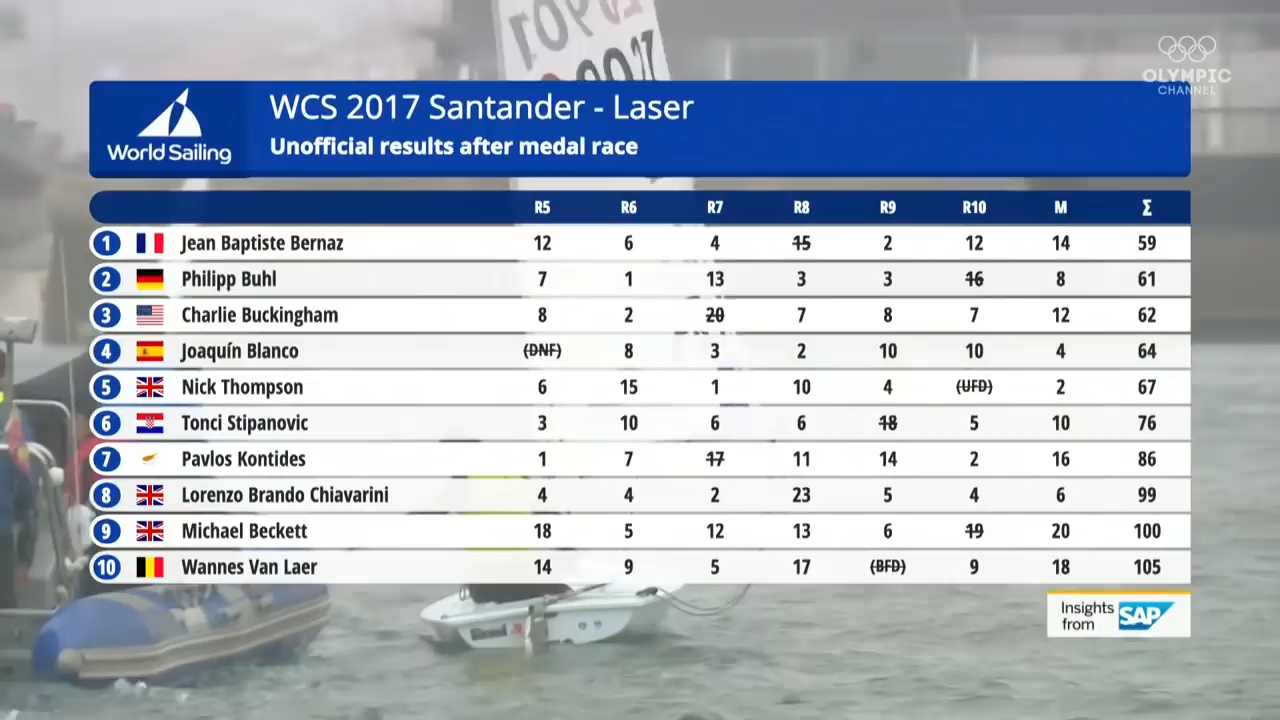 1901
OLYMPIC
CHANNEL
World Sailing
WCS 2017 Santander - Laser
Unofficial results after medal race
R5 R6 R7 R8 R9 R10 M Σ
1 Jean Baptiste Bernaz 12 6 4 15 2 12 14 59
2 Philipp Buhl 7 1 13 3 3 16 8 61
3 Charlie Buckingham 8 2 20 7 8 7 12 62
4 Joaquín Blanco (DNF) 8 3 2 10 10 4 64
5 Nick Thompson 6 15 1 10 4 (UFD) 2 67
6 Tonci Stipanovic 3 10 6 6 18 5 10 76
7 Pavlos Kontides 1 7 17 11 14 2 16 86
8 Lorenzo Brando Chiavarini 4 4 2 23 5 4 6 99
9 Michael Beckett 18 5 12 13 6 19 20 100
10 Wannes Van Laer 14 9 5 17 (BFD) 9 18 105
Insights
from SAP